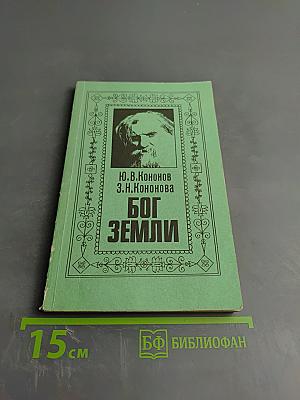 Ю.В.Кононов
Э.Н.Кононова
БОГ
ЗЕМЛИ
15 см
БФ БИБЛИОФАН